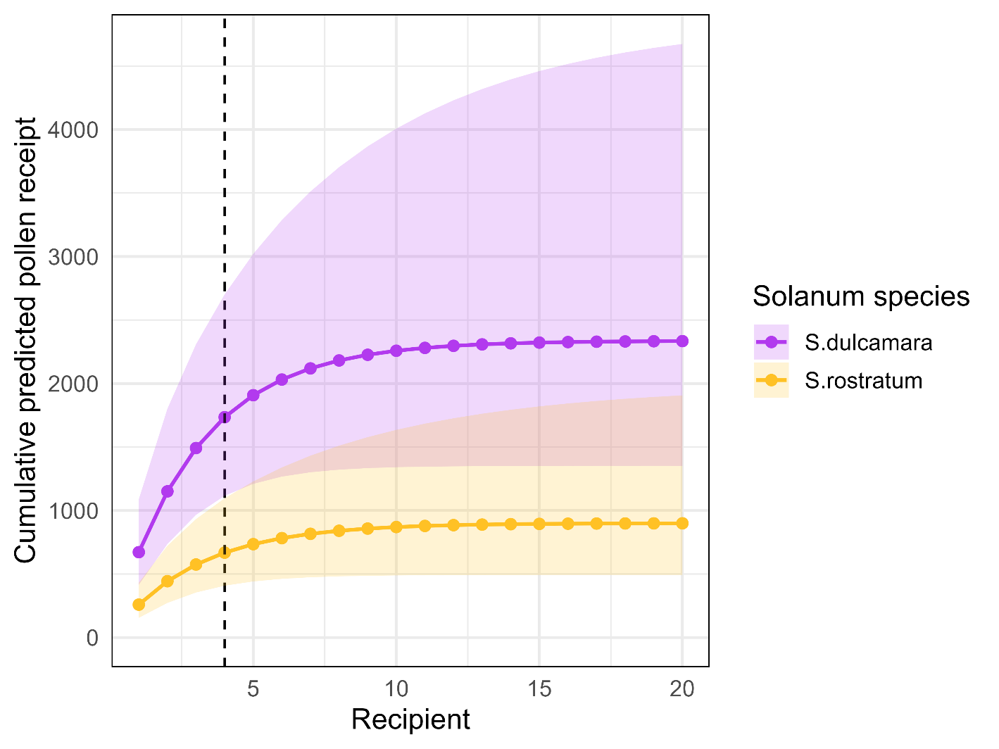 Cumulative predicted pollen receipt
4000
3000
2000
1000
0
5
10
15
20
Recipient
Solanum species
S.dulcamara
S.rostratum